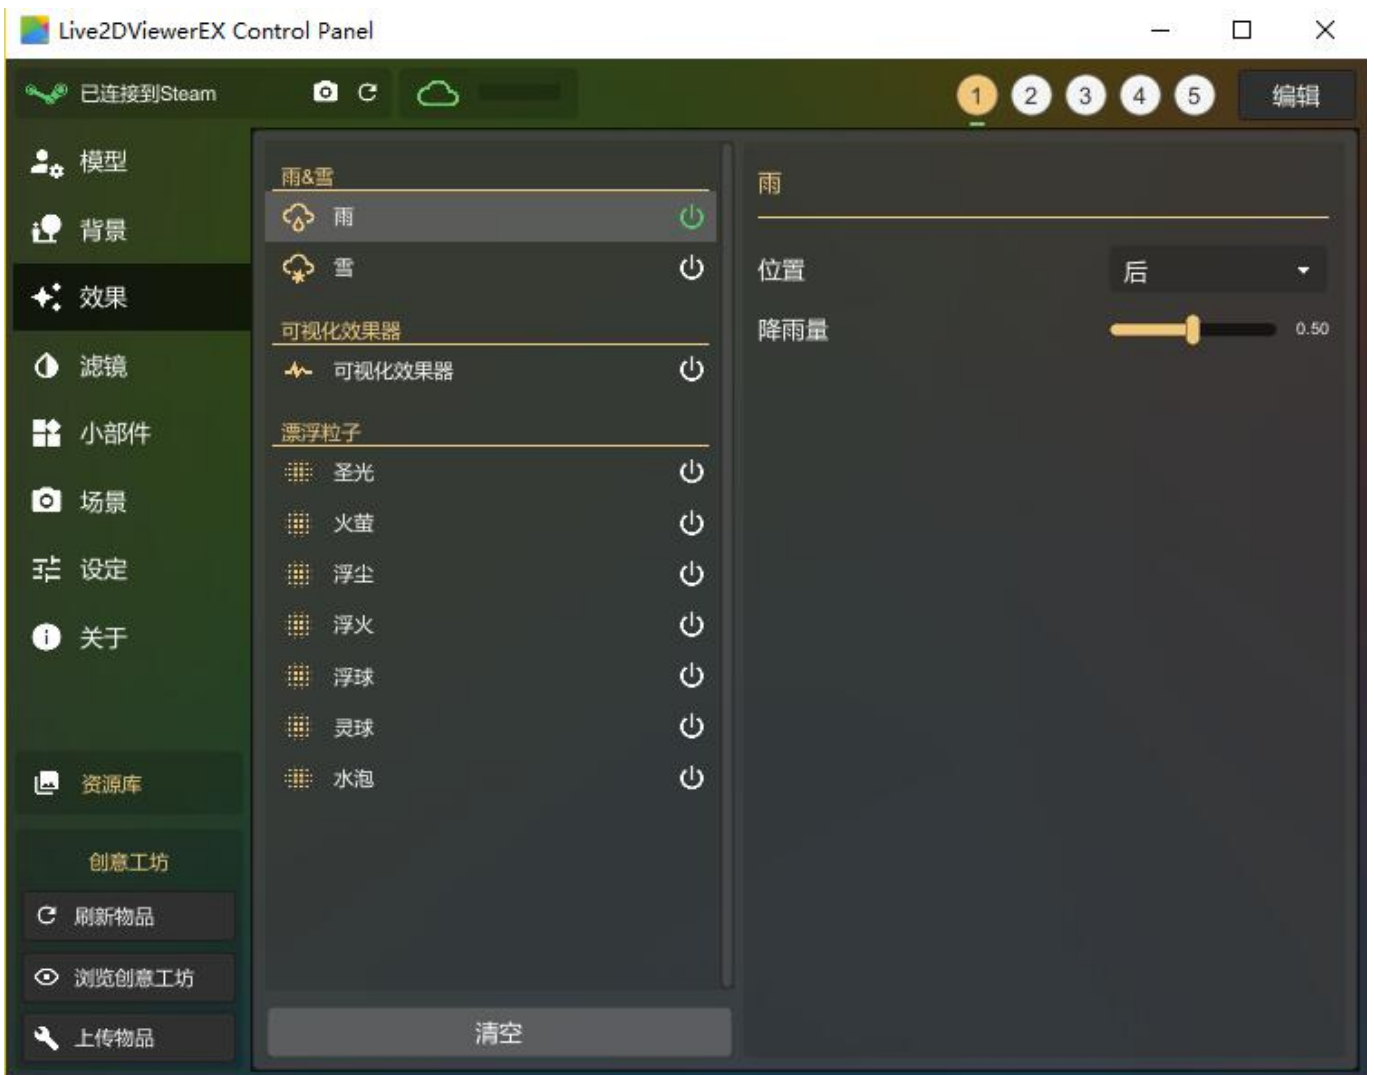 Live2DViewerEX Control Panel
已连接到Steam
1 2 3 4 5
编辑
模型
背景
效果
滤镜
小部件
场景
设定
关于
资源库
创意工坊
刷新物品
浏览创意工坊
上传物品
雨&雪
雨
雪
可视化效果器
可视化效果器
漂浮粒子
圣光
火萤
浮尘
浮火
浮球
灵球
水泡
清空
雨
位置 后
降雨量 0.50